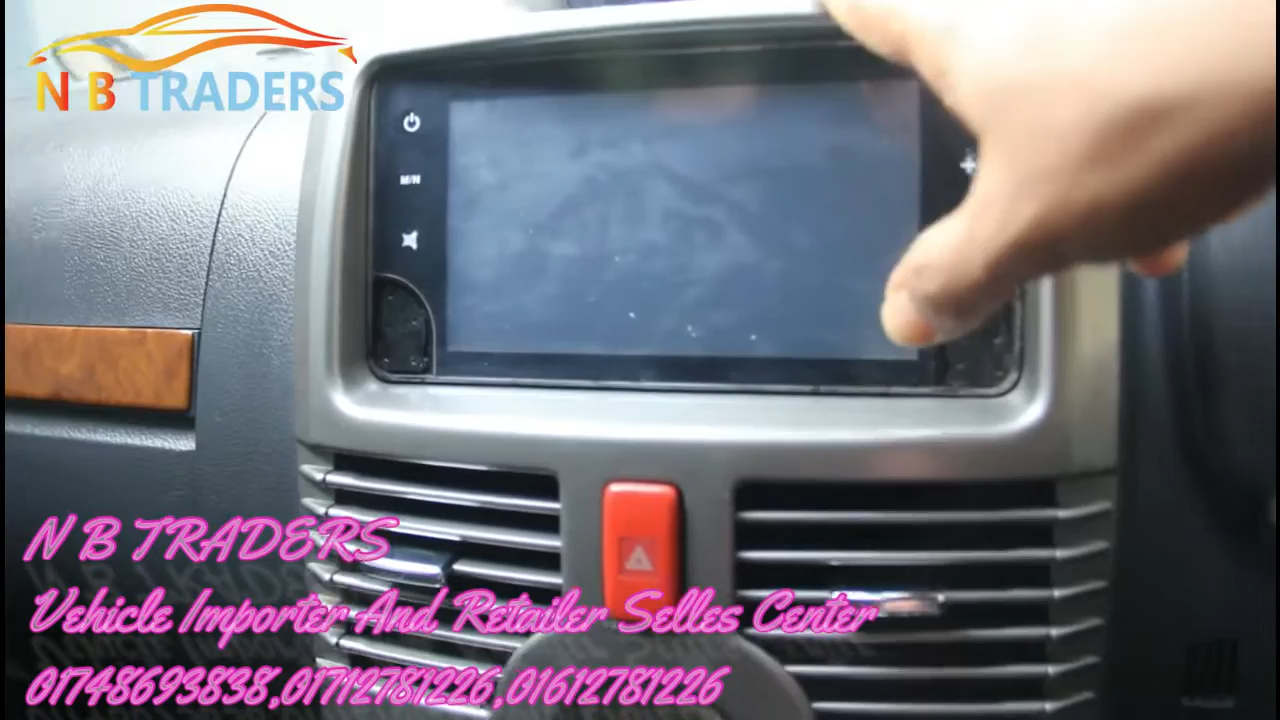 N B TRADERS
M/N
N B TRADERS
Vehicle Importer And Retailer Selles Center
01748693838,01712781226,01612781226